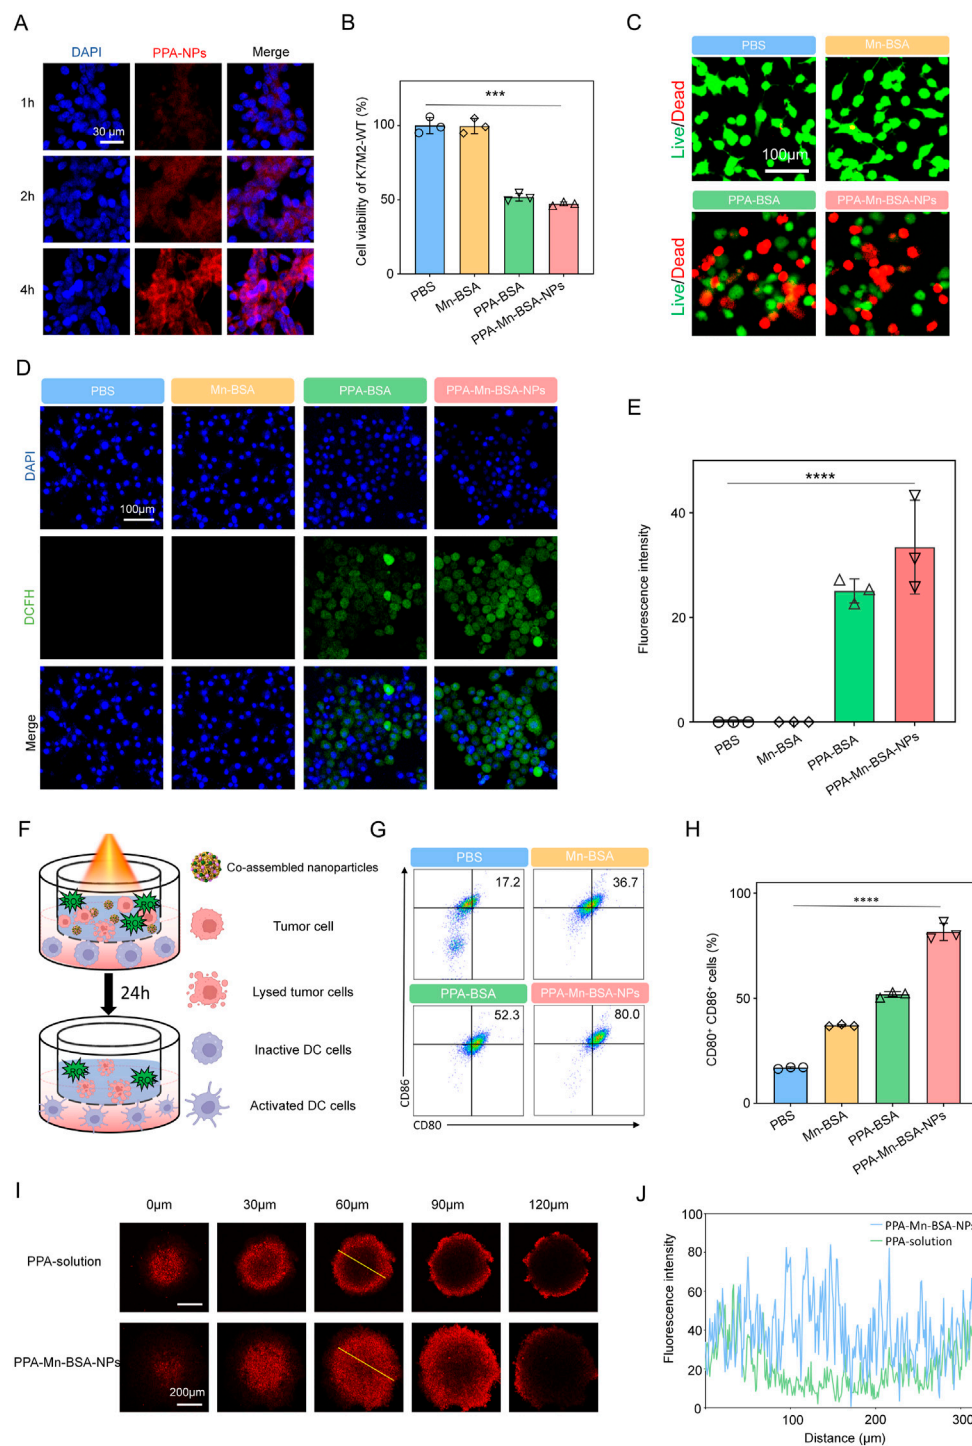 A
DAPI
PPA-NPs
Merge
1h
30 µm
2h
4h
B
Cell viability of K7M2-WT (%)
100
50
0
***
PBS
Mn-BSA
PPA-BSA
PPA-Mn-BSA-NPs
C
PBS
Mn-BSA
Live/Dead
100µm
PPA-BSA
PPA-Mn-BSA-NPs
Live/Dead
D
PBS
Mn-BSA
PPA-BSA
PPA-Mn-BSA-NPs
DAPI
100µm
DCFH
Merge
E
Fluorescence intensity
40
20
0
****
PBS
Mn-BSA
PPA-BSA
PPA-Mn-BSA-NPs
F
ROS
ROS
Co-assembled nanoparticles
Tumor cell
24h
Lysed tumor cells
Inactive DC cells
ROS
ROS
Activated DC cells
G
PBS
Mn-BSA
17.2
36.7
PPA-BSA
PPA-Mn-BSA-NPs
52.3
80.0
CD86
CD80
H
CD80⁺ CD86⁺ cells (%)
100
50
0
****
PBS
Mn-BSA
PPA-BSA
PPA-Mn-BSA-NPs
I
0µm
30µm
60µm
90µm
120µm
PPA-solution
PPA-Mn-BSA-NPs
200µm
J
Fluorescence intensity
100
80
60
40
20
0
PPA-Mn-BSA-NPs
PPA-solution
100
200
300
Distance (µm)